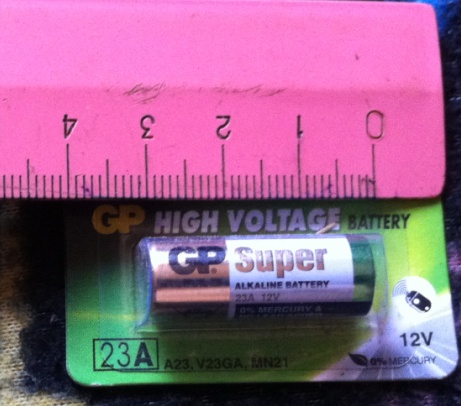 4 3 2 1 0
GP HIGH VOLTAGE BATTERY
GP Super
ALKALINE BATTERY
23A 12V
0% MERCURY &
12V
23A A23, V23GA, MN21
0% MERCURY